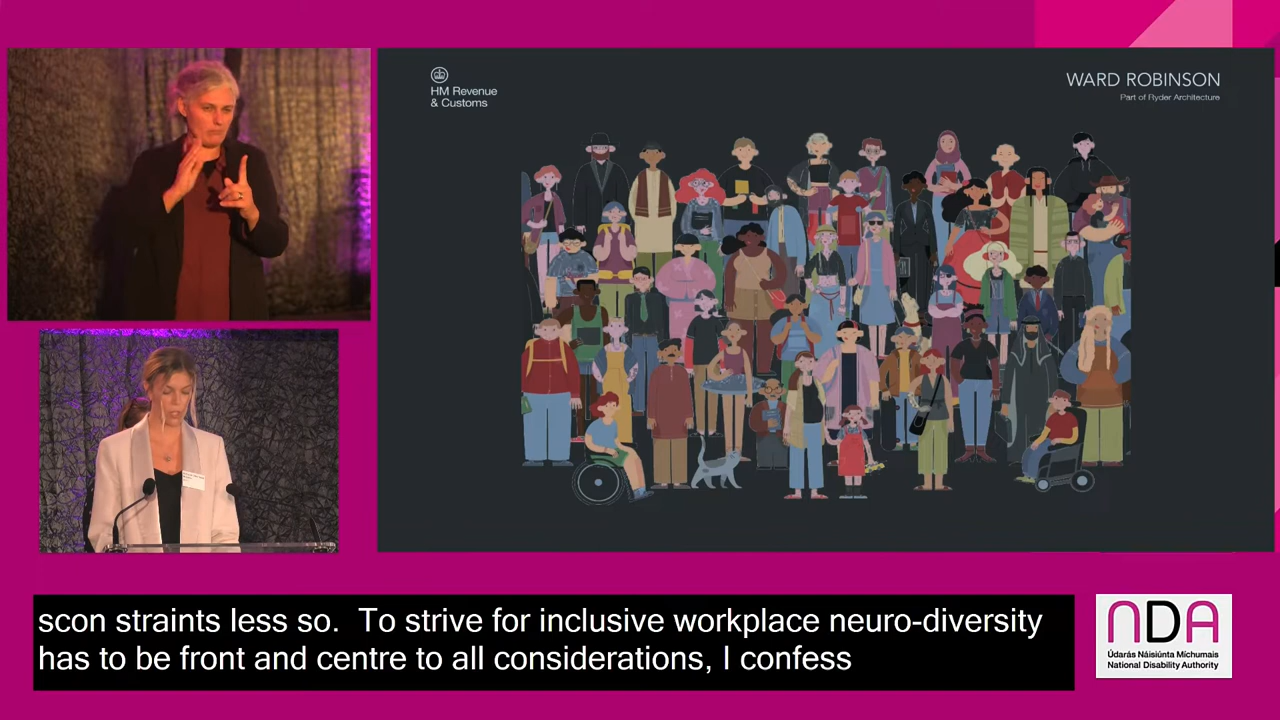 HM Revenue
& Customs
WARD ROBINSON
Part of Ryder Architecture
scon straints less so.  To strive for inclusive workplace neuro-diversity
has to be front and centre to all considerations, I confess
NDA
Údarás Náisiúnta Míchumais
National Disability Authority